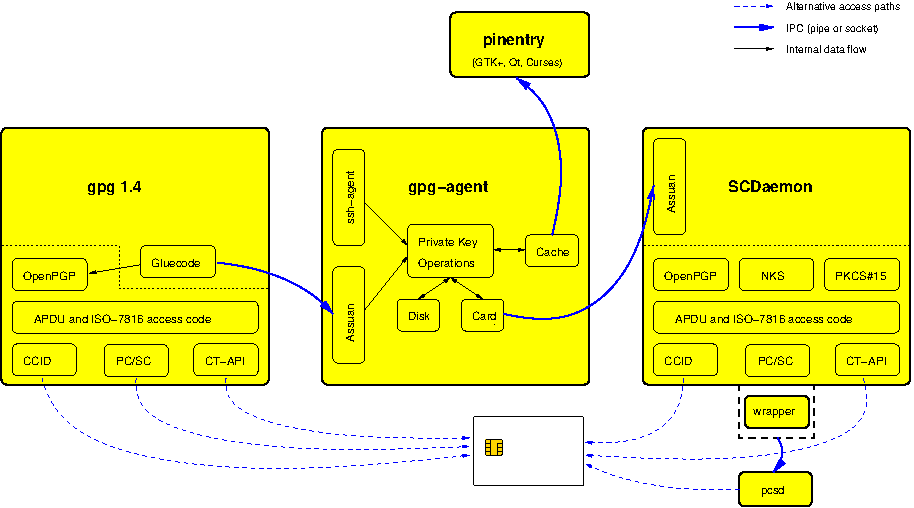 Alternative access paths
IPC (pipe or socket)
Internal data flow
pinentry
(GTK+, Qt, Curses)
gpg 1.4
gpg-agent
SCDaemon
ssh-agent
Assuan
Private Key
Operations
Cache
Gluecode
OpenPGP
Assuan
Disk
Card
OpenPGP
NKS
PKCS#15
APDU and ISO-7816 access code
APDU and ISO-7816 access code
CCID
PC/SC
CT-API
CCID
PC/SC
CT-API
wrapper
pcsd